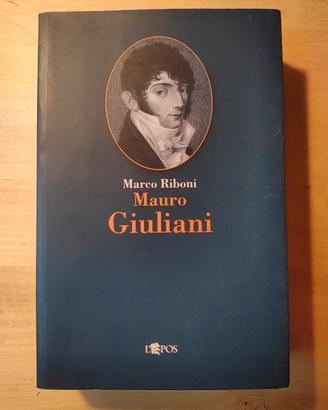 Marco Riboni
Mauro
Giuliani
L'EPOS